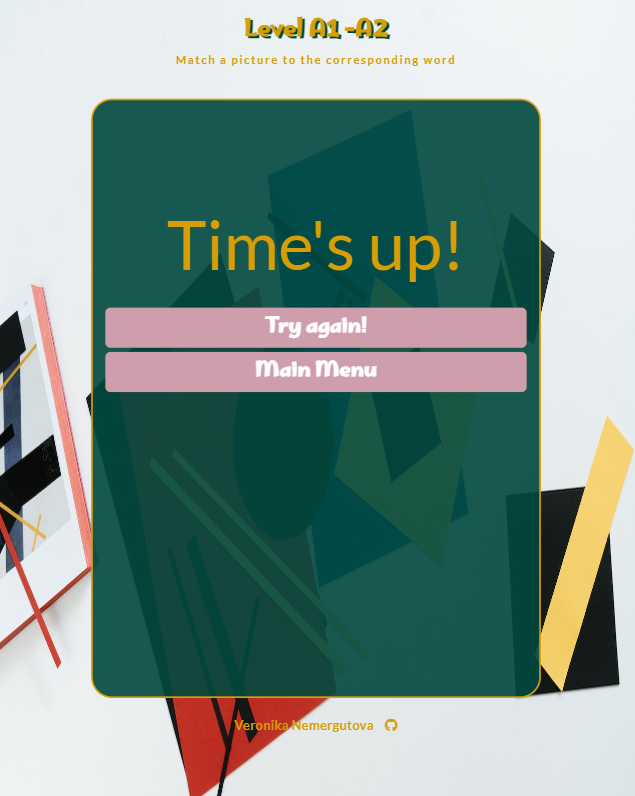 Level A1 -A2
Match a picture to the corresponding word
Time's up!
Try again!
Main Menu
Veronika Nemergutova